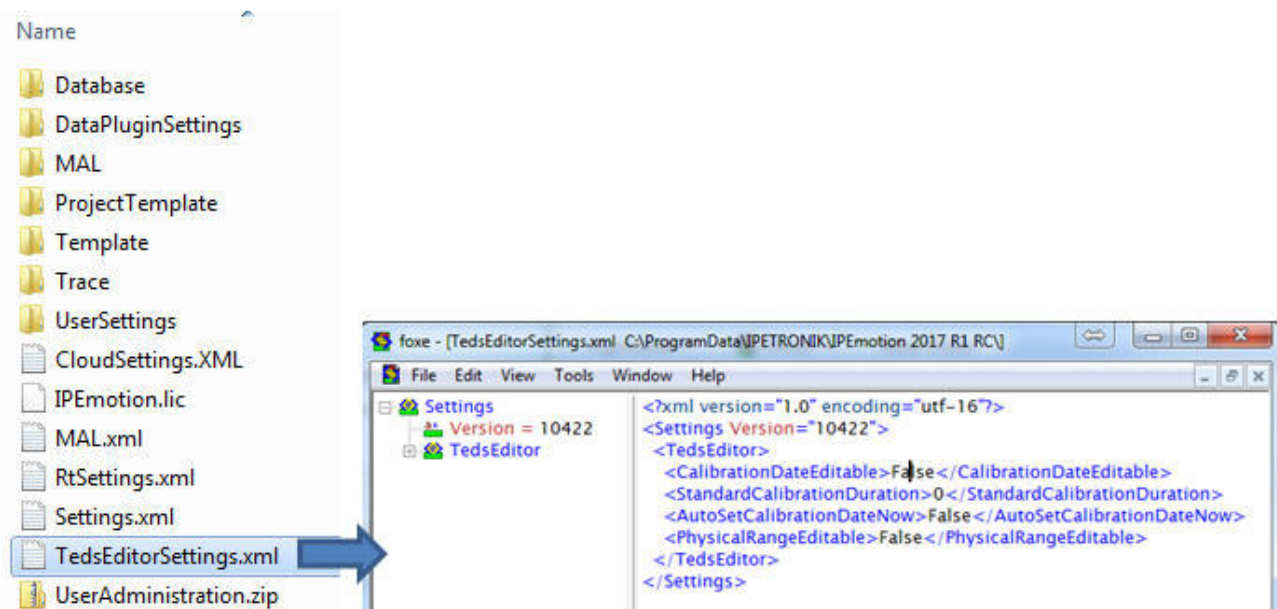 Name
Database
DataPluginSettings
MAL
ProjectTemplate
Template
Trace
UserSettings
CloudSettings.XML
IPEmotion.lic
MAL.xml
RtSettings.xml
Settings.xml
TedsEditorSettings.xml
UserAdministration.zip
foxe - [TedsEditorSettings.xml C:\ProgramData\IPETRONIK\IPEmotion 2017 R1 RC\]
File Edit View Tools Window Help
Settings
Version = 10422
TedsEditor
<?xml version="1.0" encoding="utf-16"?>
<Settings Version="10422">
<TedsEditor>
<CalibrationDateEditable>False</CalibrationDateEditable>
<StandardCalibrationDuration>0</StandardCalibrationDuration>
<AutoSetCalibrationDateNow>False</AutoSetCalibrationDateNow>
<PhysicalRangeEditable>False</PhysicalRangeEditable>
</TedsEditor>
</Settings>